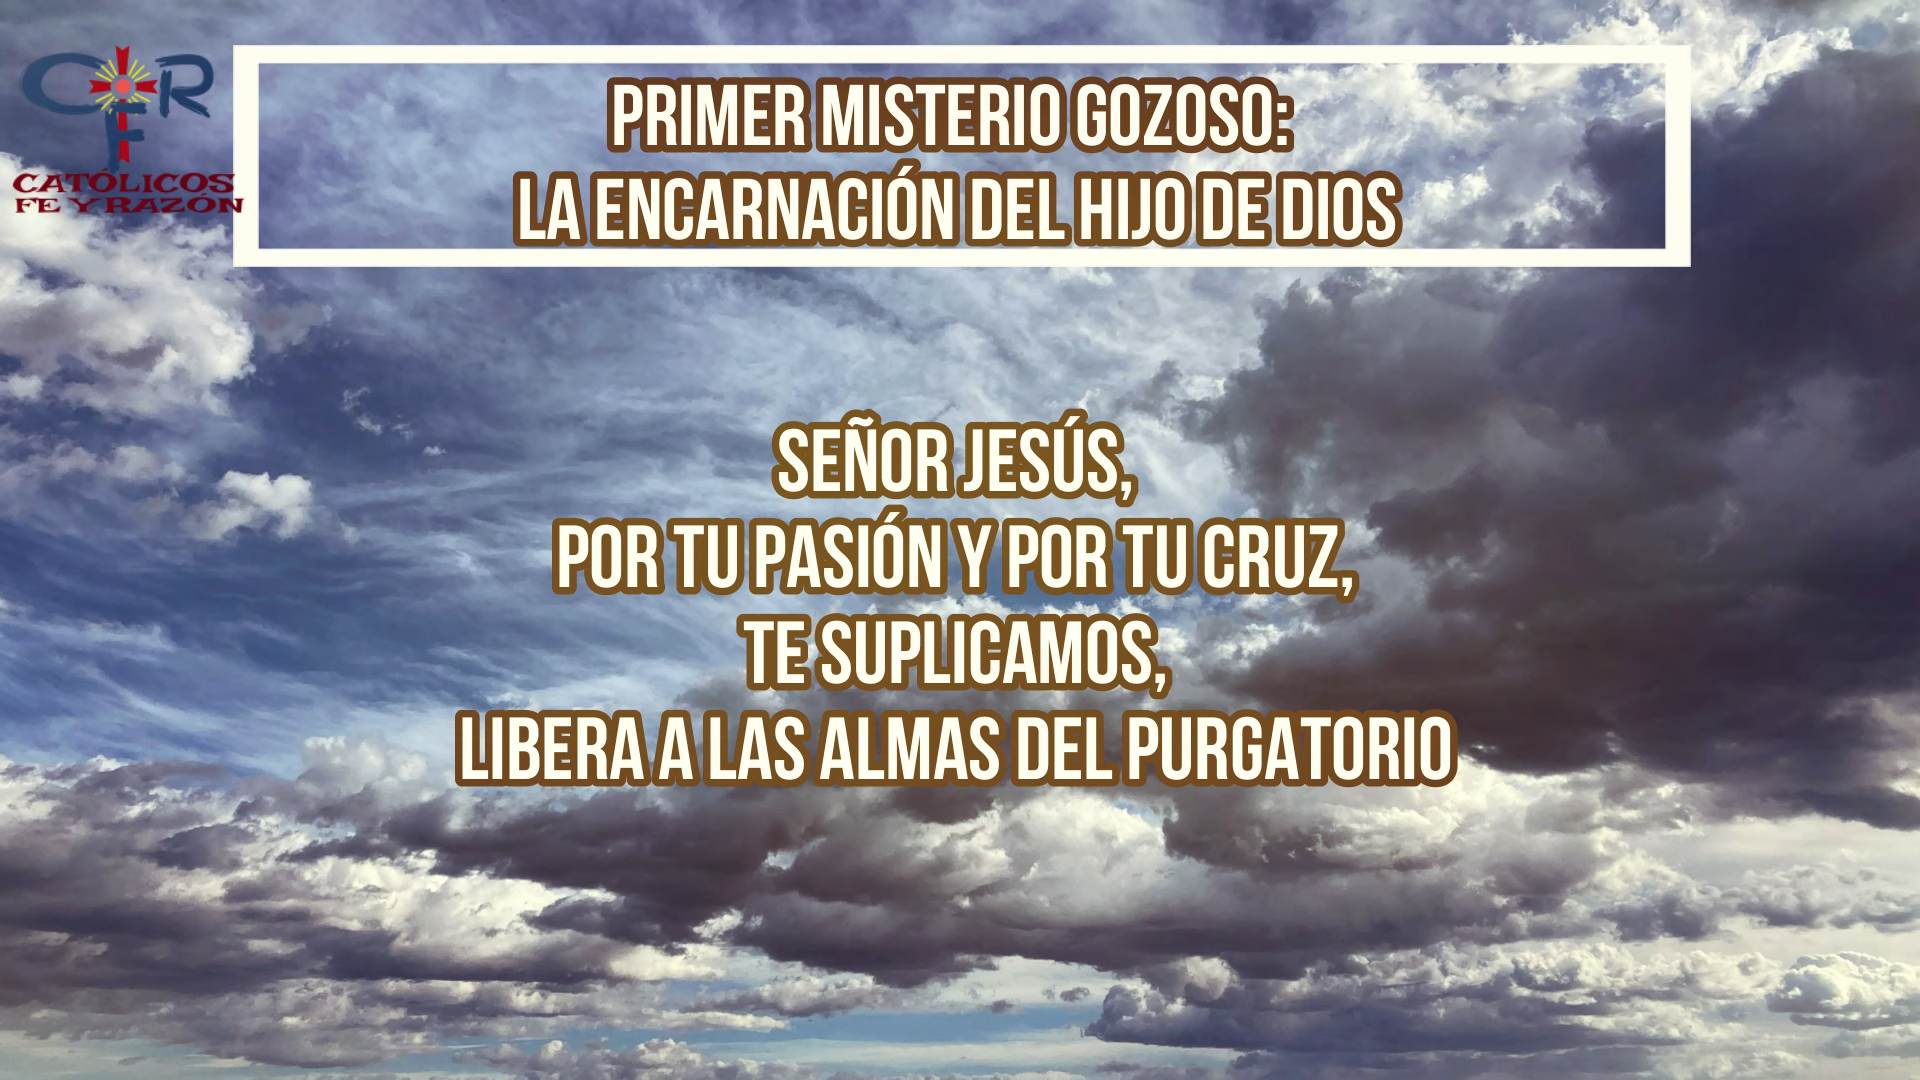 CFR
CATÓLICOS
FE Y RAZÓN
PRIMER MISTERIO GOZOSO:
LA ENCARNACIÓN DEL HIJO DE DIOS
SEÑOR JESÚS,
POR TU PASIÓN Y POR TU CRUZ,
TE SUPLICAMOS,
LIBERA A LAS ALMAS DEL PURGATORIO